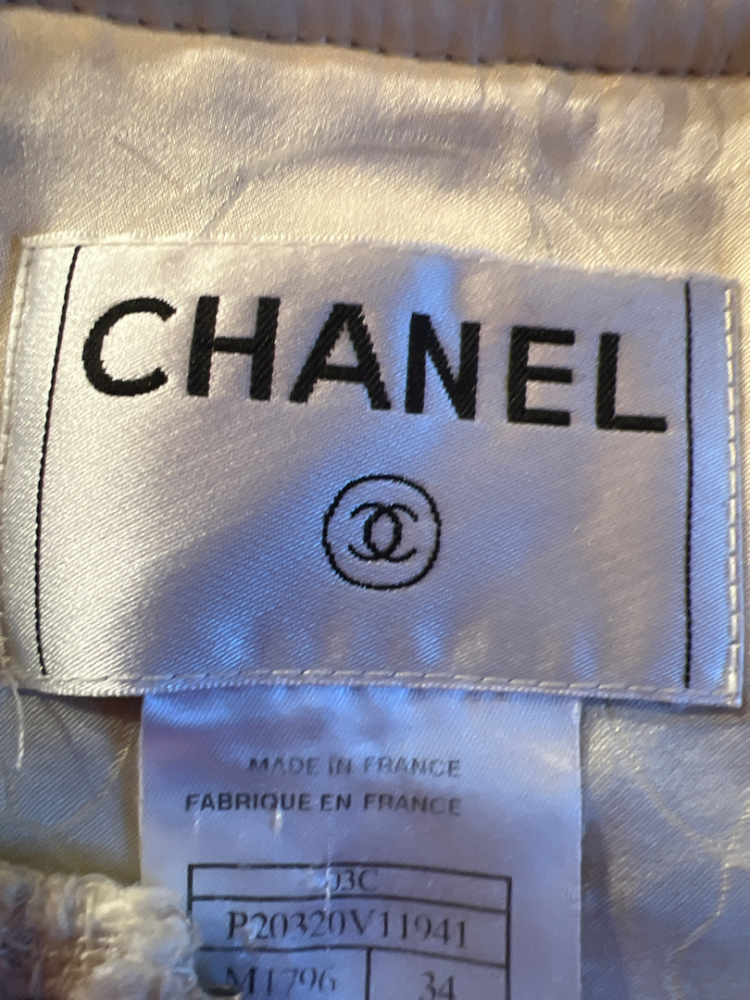 CHANEL
MADE IN FRANCE
FABRIQUE EN FRANCE
03C
P20320V11941
M1796 34